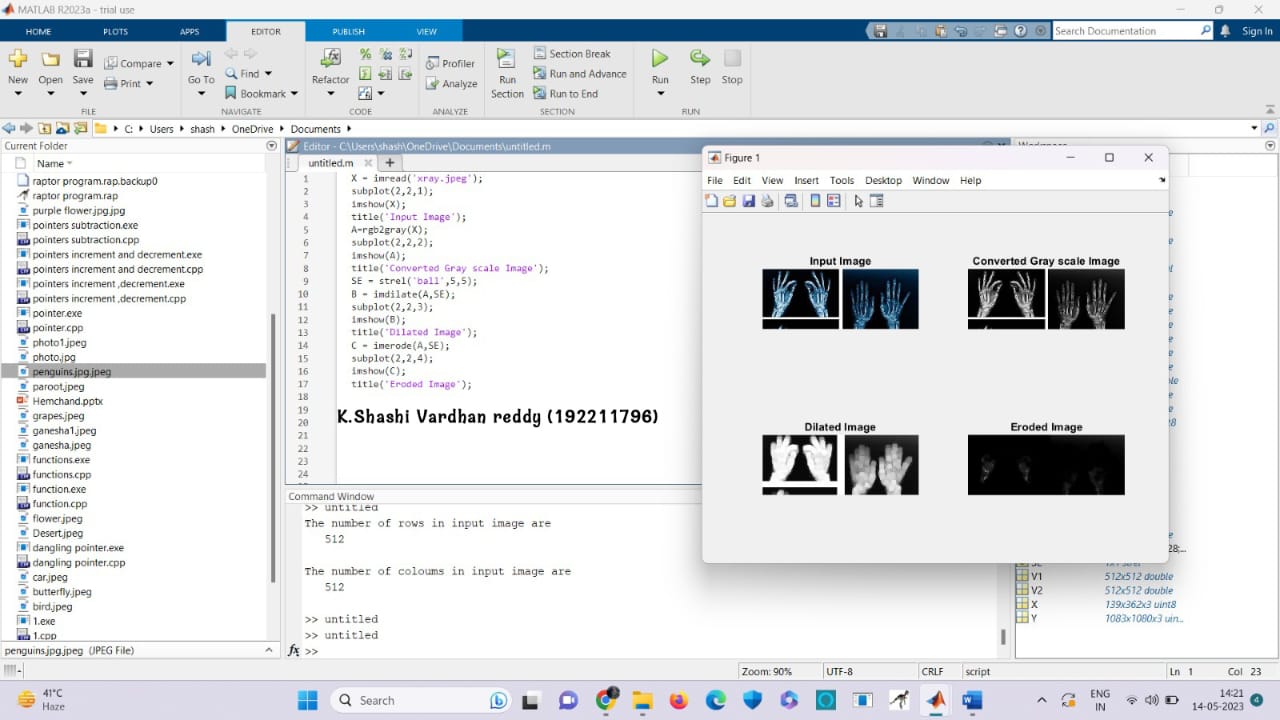 MATLAB R2023a - trial use
HOME PLOTS APPS EDITOR PUBLISH VIEW
Search Documentation Sign In
New Open Save Compare Print
FILE
Go To Find Bookmark
NAVIGATE
Refactor
CODE
Profiler Analyze
ANALYZE
Run Section Section Break Run and Advance Run to End
SECTION
Run Step Stop
RUN
C: Users shash OneDrive Documents
Current Folder
Name
raptor program.rap.backup0
raptor program.rap
purple flower.jpg.jpg
pointers subtraction.exe
pointers subtraction.cpp
pointers increment and decrement.exe
pointers increment and decrement.cpp
pointers increment ,decrement.exe
pointers increment ,decrement.cpp
pointer.exe
pointer.cpp
photo1.jpeg
photo.jpg
penguins.jpg.jpeg
paroot.jpeg
Hemchand.pptx
grapes.jpeg
ganesha1.jpeg
ganesha.jpeg
functions.exe
functions.cpp
function.exe
function.cpp
flower.jpeg
Desert.jpeg
dangling pointer.exe
dangling pointer.cpp
car.jpeg
butterfly.jpeg
bird.jpeg
1.exe
1.cpp
penguins.jpg.jpeg (JPEG File)
Editor - C:\Users\shash\OneDrive\Documents\untitled.m
untitled.m
1 X = imread('xray.jpeg');
2 subplot(2,2,1);
3 imshow(X);
4 title('Input Image');
5 A=rgb2gray(X);
6 subplot(2,2,2);
7 imshow(A);
8 title('Converted Gray scale Image');
9 SE = strel('ball',5,5);
10 B = imdilate(A,SE);
11 subplot(2,2,3);
12 imshow(B);
13 title('Dilated Image');
14 C = imerode(A,SE);
15 subplot(2,2,4);
16 imshow(C);
17 title('Eroded Image');
18
19
20
21
22
23
24
K.Shashi Vardhan reddy (192211796)
Command Window
>> untitled
The number of rows in input image are
512
The number of coloums in input image are
512
>> untitled
>> untitled
fx >>
Figure 1
File Edit View Insert Tools Desktop Window Help
Input Image
Converted Gray scale Image
Dilated Image
Eroded Image
V1 512x512 double
V2 512x512 double
X 139x362x3 uint8
Y 1083x1080x3 uin...
Zoom: 90% UTF-8 CRLF script Ln 1 Col 23
41°C
Haze
Search
ENG
IN
14:21
14-05-2023
4